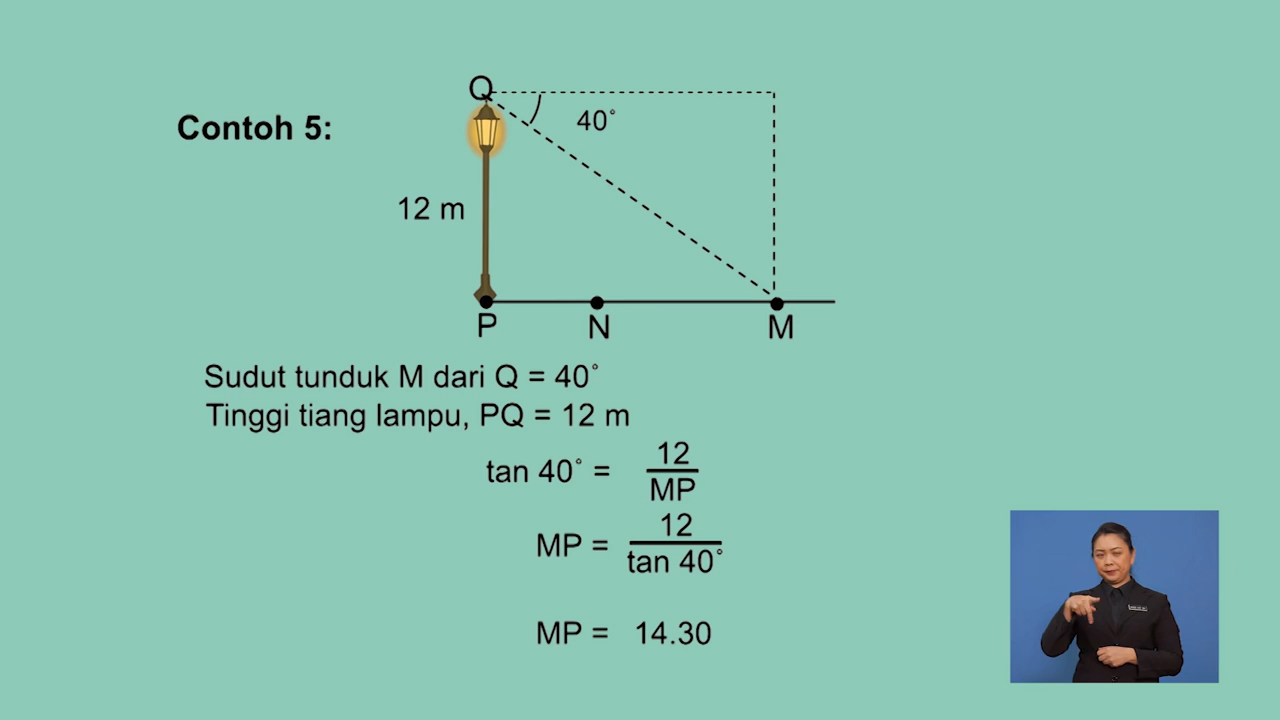 Contoh 5:
Q
40°
12 m
P
N
M
Sudut tunduk M dari Q = 40°
Tinggi tiang lampu, PQ = 12 m
tan 40° = 12
MP
MP = 12
tan 40°
MP = 14.30